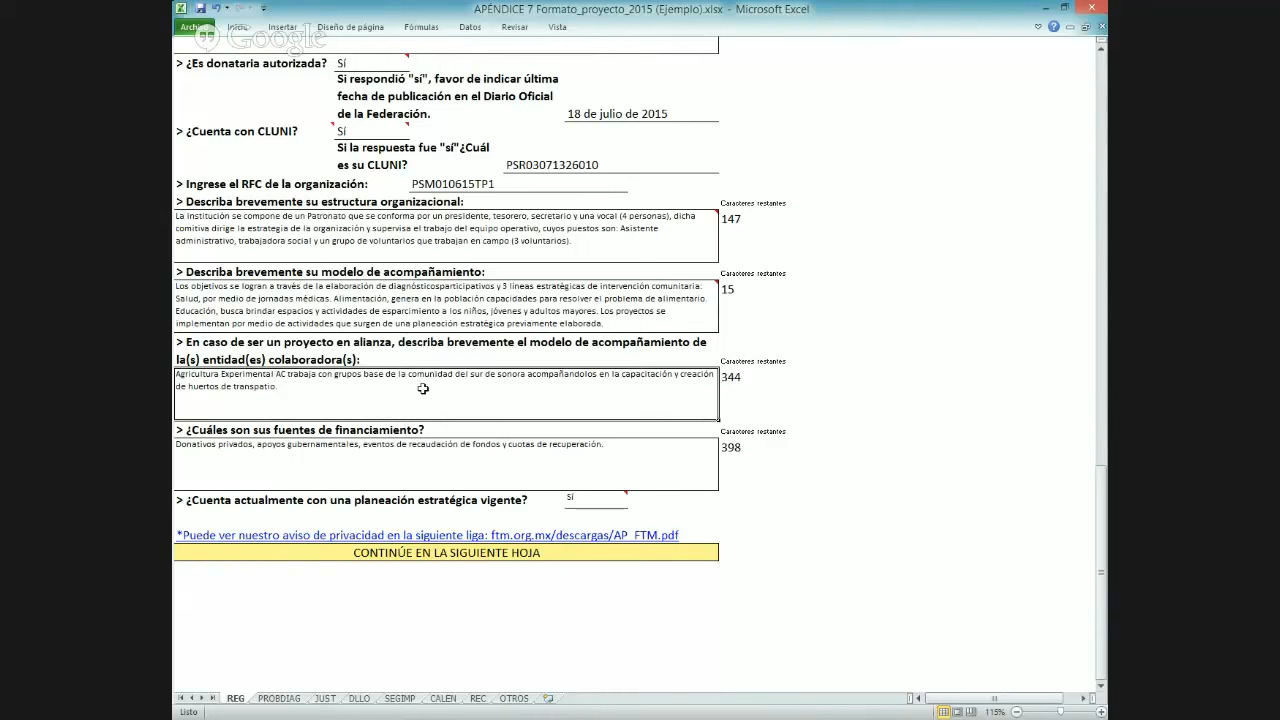 APÉNDICE 7 Formato_proyecto_2015 (Ejemplo).xlsx - Microsoft Excel
Archivo Inicio Insertar Diseño de página Fórmulas Datos Revisar Vista
Google
> ¿Es donataria autorizada? Sí
Si respondió "sí", favor de indicar última
fecha de publicación en el Diario Oficial
de la Federación. 18 de julio de 2015
> ¿Cuenta con CLUNI? Sí
Si la respuesta fue "sí"¿Cuál
es su CLUNI? PSR03071326010
> Ingrese el RFC de la organización: PSM010615TP1
> Describa brevemente su estructura organizacional: Caracteres restantes
La Institución se compone de un Patronato que se conforma por un presidente, tesorero, secretario y una vocal (4 personas), dicha 147
comitiva dirige la estrategia de la organización y supervisa el trabajo del equipo operativo, cuyos puestos son: Asistente
administrativo, trabajadora social y un grupo de voluntarios que trabajan en campo (3 voluntarios).
> Describa brevemente su modelo de acompañamiento: Caracteres restantes
Los objetivos se logran a través de la elaboración de diagnósticosparticipativos y 3 líneas estratégicas de intervención comunitaria: 15
Salud, por medio de jornadas médicas. Alimentación, genera en la población capacidades para resolver el problema de alimentario.
Educación, busca brindar espacios y actividades de esparcimiento a los niños, jóvenes y adultos mayores. Los proyectos se
implementan por medio de actividades que surgen de una planeación estratégica previamente elaborada.
> En caso de ser un proyecto en alianza, describa brevemente el modelo de acompañamiento de
la(s) entidad(es) colaboradora(s): Caracteres restantes
Agricultura Experimental AC trabaja con grupos base de la comunidad del sur de sonora acompañandolos en la capacitación y creación 344
de huertos de transpatio.
> ¿Cuáles son sus fuentes de financiamiento? Caracteres restantes
Donativos privados, apoyos gubernamentales, eventos de recaudación de fondos y cuotas de recuperación. 398
> ¿Cuenta actualmente con una planeación estratégica vigente? Sí
*Puede ver nuestro aviso de privacidad en la siguiente liga: ftm.org.mx/descargas/AP_FTM.pdf
CONTINÚE EN LA SIGUIENTE HOJA
REG PROBDIAG JUST DLLO SEGIMP CALEN REC OTROS
Listo 115%